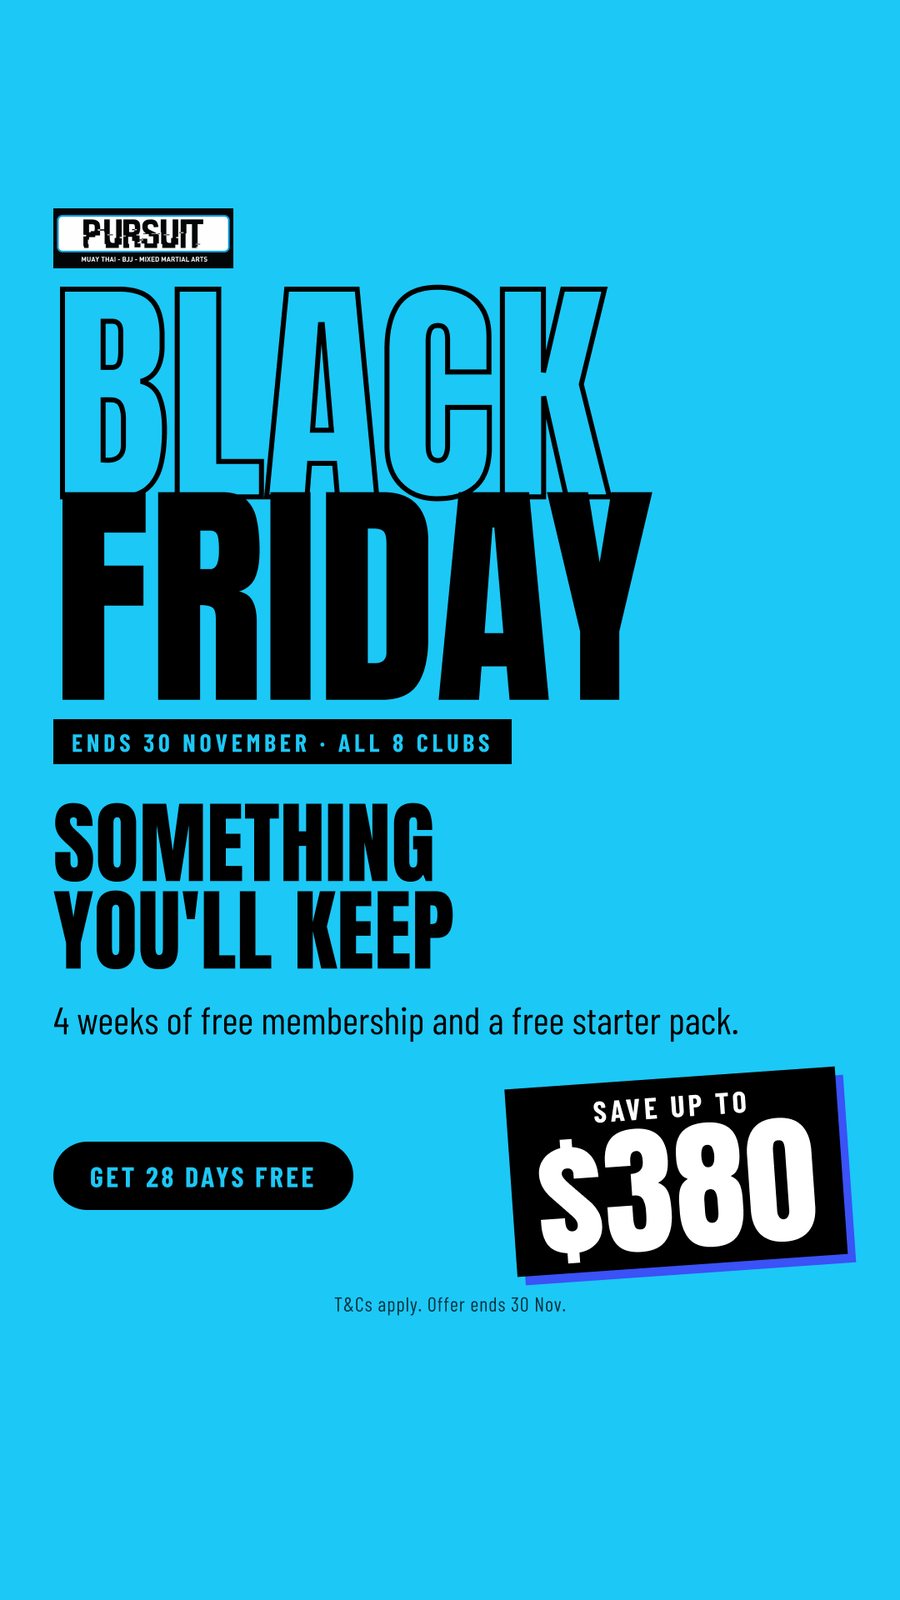 PURSUIT
MUAY THAI - BJJ - MIXED MARTIAL ARTS
BLACK
FRIDAY
ENDS 30 NOVEMBER · ALL 8 CLUBS
SOMETHING
YOU'LL KEEP
4 weeks of free membership and a free starter pack.
SAVE UP TO
$380
GET 28 DAYS FREE
T&Cs apply. Offer ends 30 Nov.